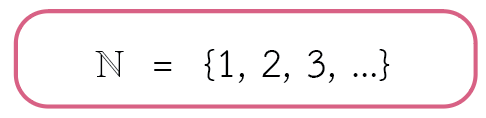 ℕ = {1, 2, 3, ...}